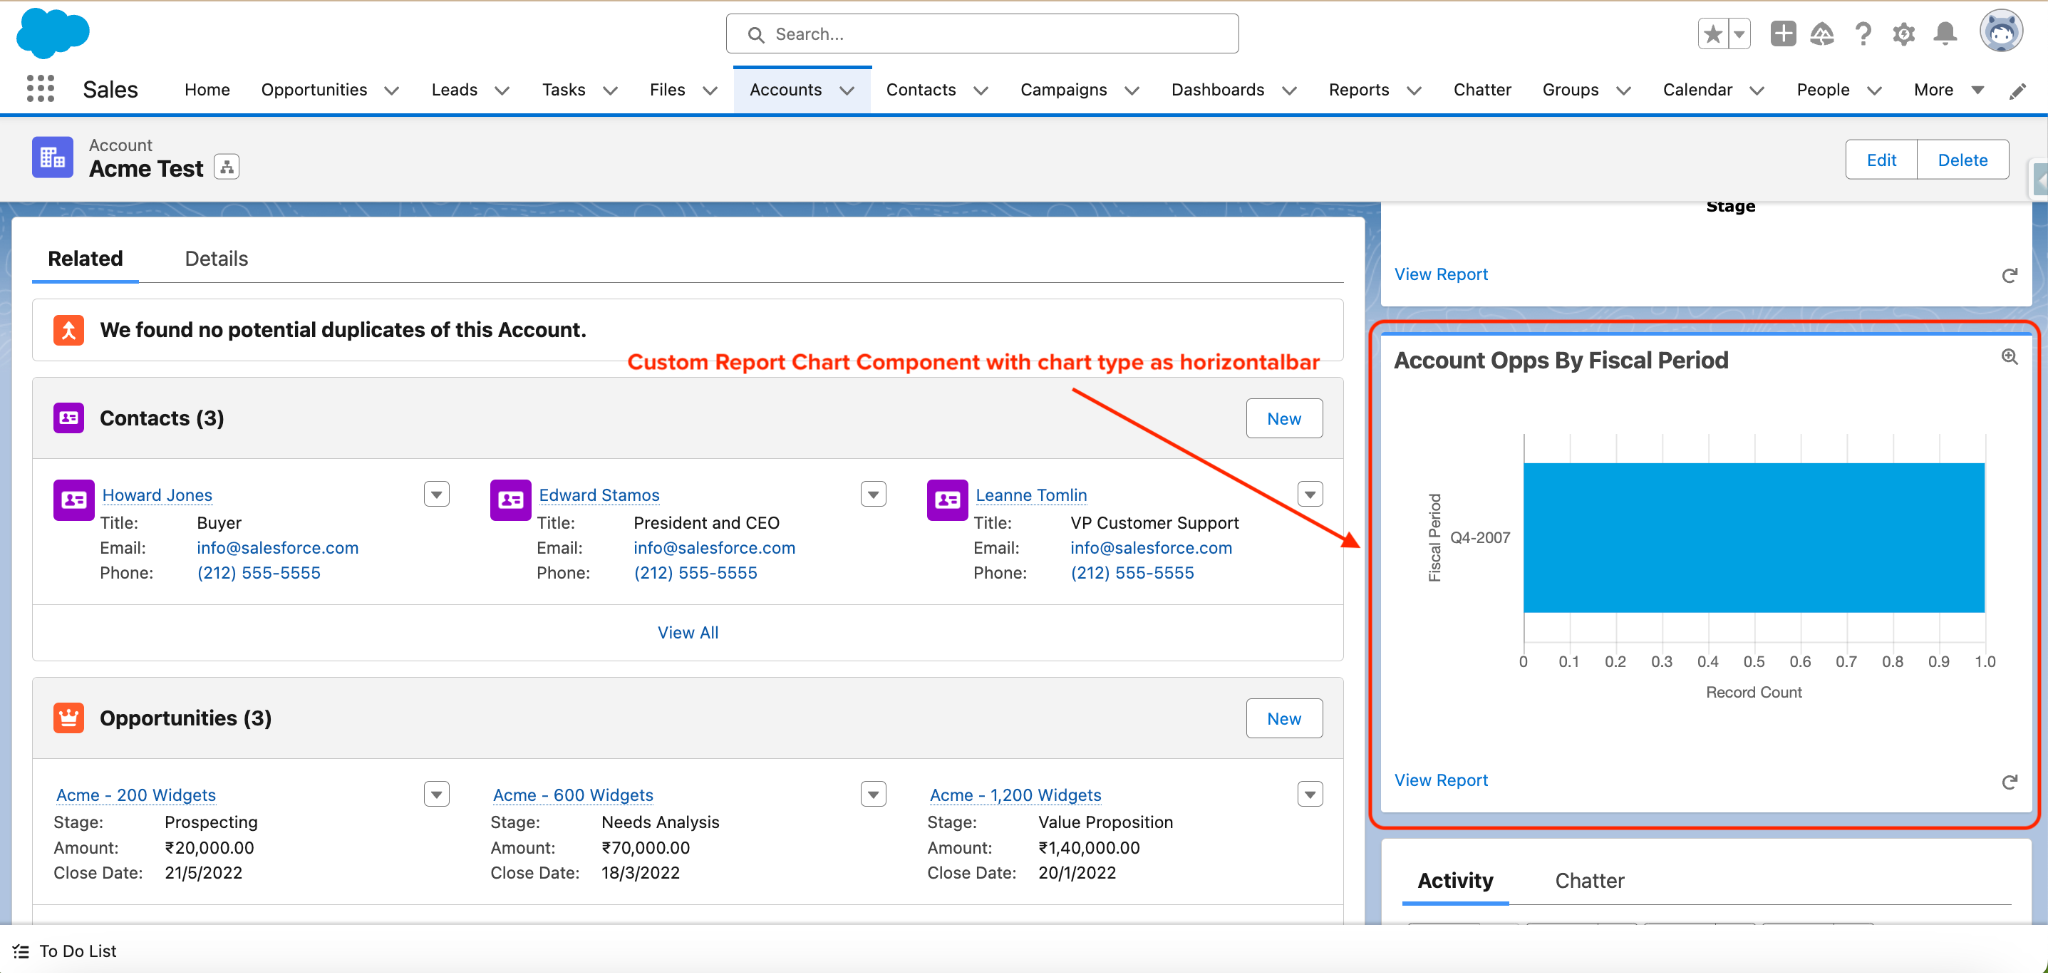 Search...
Sales
Home
Opportunities
Leads
Tasks
Files
Accounts
Contacts
Campaigns
Dashboards
Reports
Chatter
Groups
Calendar
People
More
Account
Acme Test
Edit
Delete
Related
Details
We found no potential duplicates of this Account.
Custom Report Chart Component with chart type as horizontalbar
Contacts (3)
New
Howard Jones
Title: Buyer
Email: info@salesforce.com
Phone: (212) 555-5555
Edward Stamos
Title: President and CEO
Email: info@salesforce.com
Phone: (212) 555-5555
Leanne Tomlin
Title: VP Customer Support
Email: info@salesforce.com
Phone: (212) 555-5555
View All
Opportunities (3)
New
Acme - 200 Widgets
Stage: Prospecting
Amount: ₹20,000.00
Close Date: 21/5/2022
Acme - 600 Widgets
Stage: Needs Analysis
Amount: ₹70,000.00
Close Date: 18/3/2022
Acme - 1,200 Widgets
Stage: Value Proposition
Amount: ₹1,40,000.00
Close Date: 20/1/2022
Stage
View Report
Account Opps By Fiscal Period
Fiscal Period
Q4-2007
0 0.1 0.2 0.3 0.4 0.5 0.6 0.7 0.8 0.9 1.0
Record Count
View Report
Activity
Chatter
To Do List